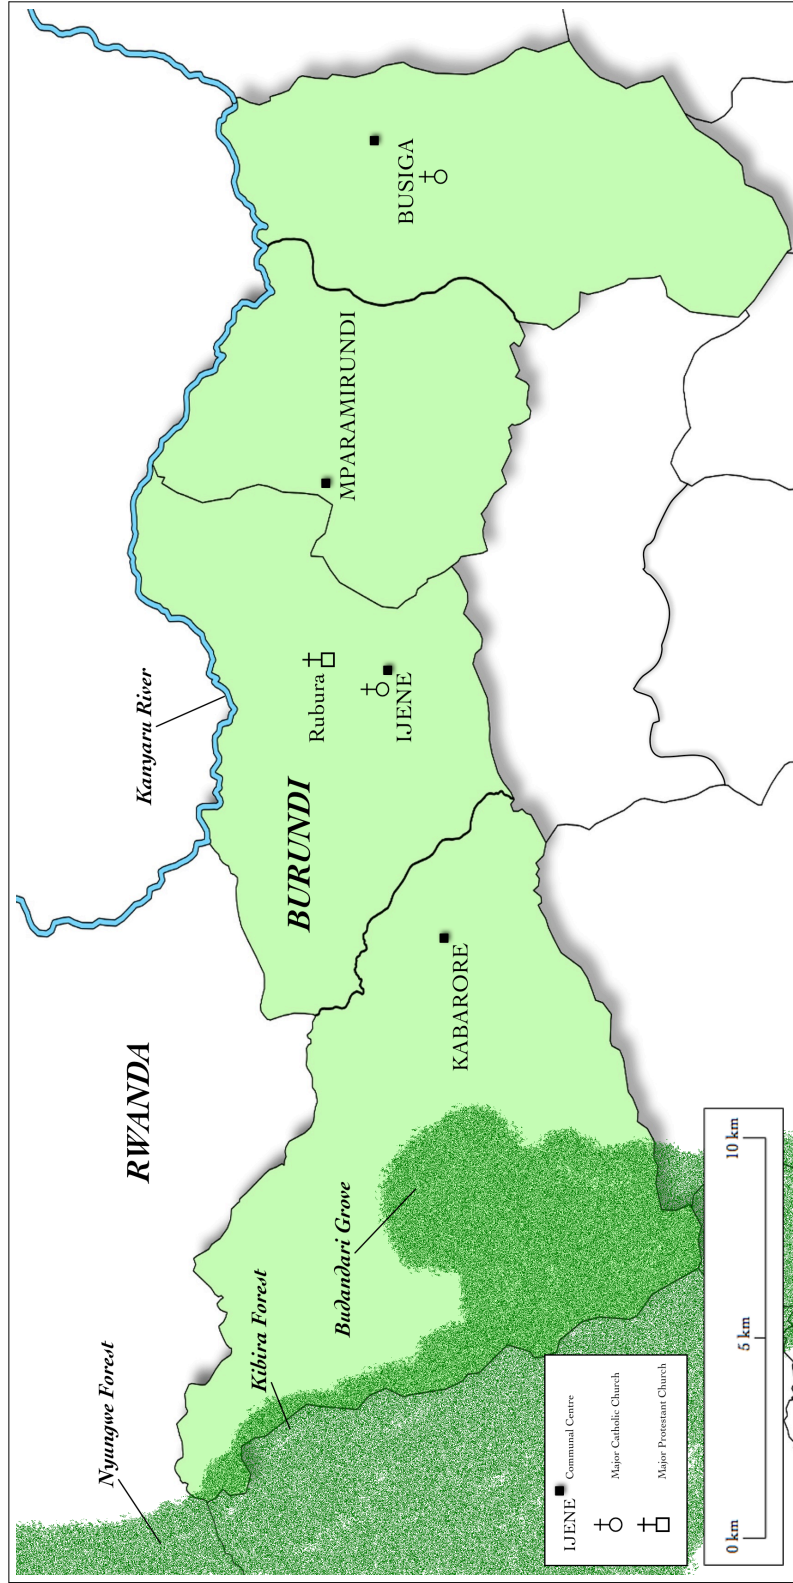 Nyungwe Forest
Kibira Forest
Budandari Grove
RWANDA
BURUNDI
Kanyaru River
KABARORE
Rubura
IJENE
MPARAMIRUNDI
BUSIGA
IJENE
Communal Centre
Major Catholic Church
Major Protestant Church
0 km
5 km
10 km